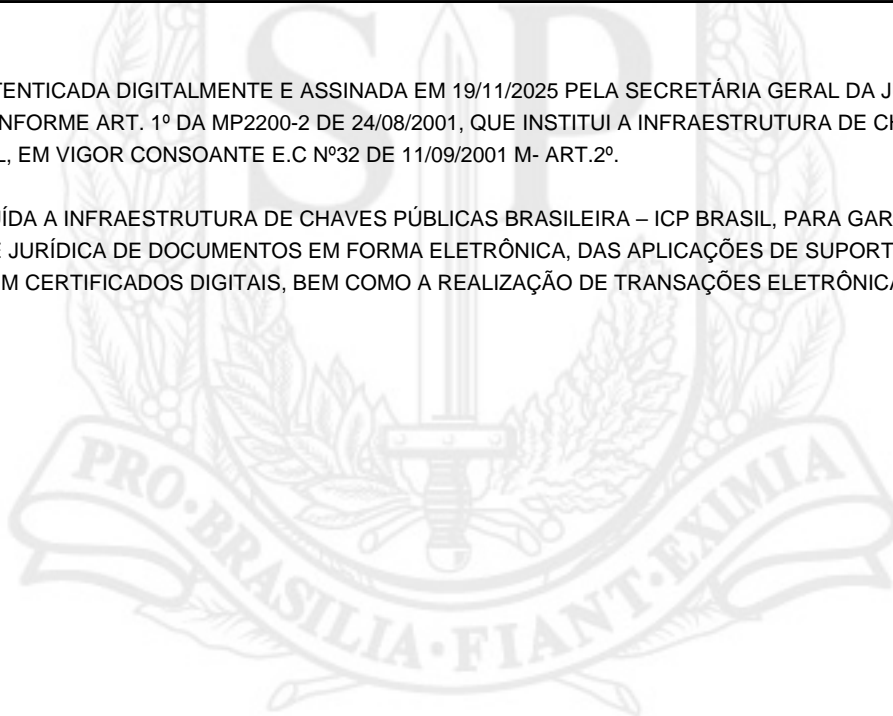 TENTICADA DIGITALMENTE E ASSINADA EM 19/11/2025 PELA SECRETÁRIA GERAL DA J
NFORME ART. 1º DA MP2200-2 DE 24/08/2001, QUE INSTITUI A INFRAESTRUTURA DE CH
L, EM VIGOR CONSOANTE E.C Nº32 DE 11/09/2001 M- ART.2º.
UÍDA A INFRAESTRUTURA DE CHAVES PÚBLICAS BRASILEIRA – ICP BRASIL, PARA GAR
E JURÍDICA DE DOCUMENTOS EM FORMA ELETRÔNICA, DAS APLICAÇÕES DE SUPORT
M CERTIFICADOS DIGITAIS, BEM COMO A REALIZAÇÃO DE TRANSAÇÕES ELETRÔNICA
SP
PRO·BRASILIA·FIANT·EXIMIA